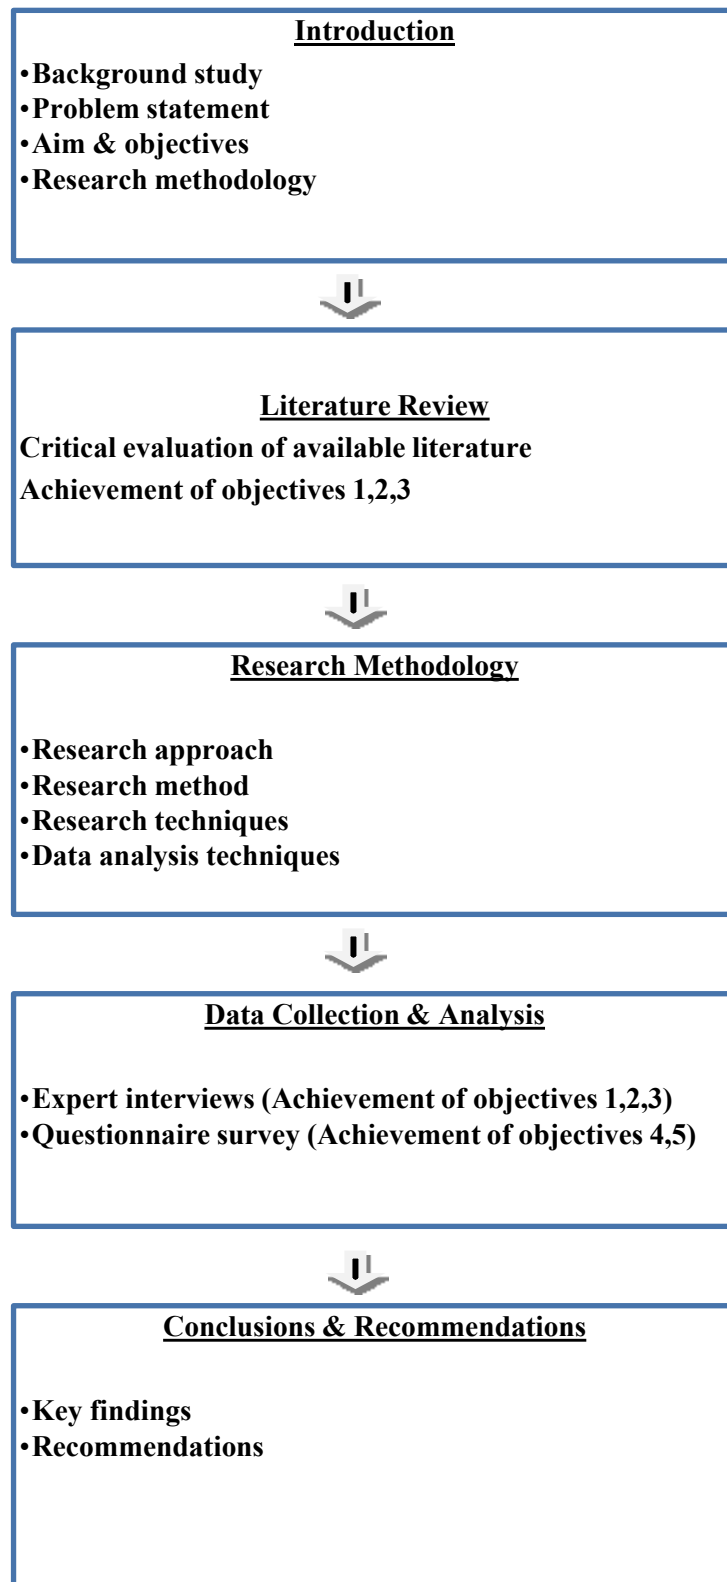 Introduction
•Background study
•Problem statement
•Aim & objectives
•Research methodology
Literature Review
Critical evaluation of available literature
Achievement of objectives 1,2,3
Research Methodology
•Research approach
•Research method
•Research techniques
•Data analysis techniques
Data Collection & Analysis
•Expert interviews (Achievement of objectives 1,2,3)
•Questionnaire survey (Achievement of objectives 4,5)
Conclusions & Recommendations
•Key findings
•Recommendations